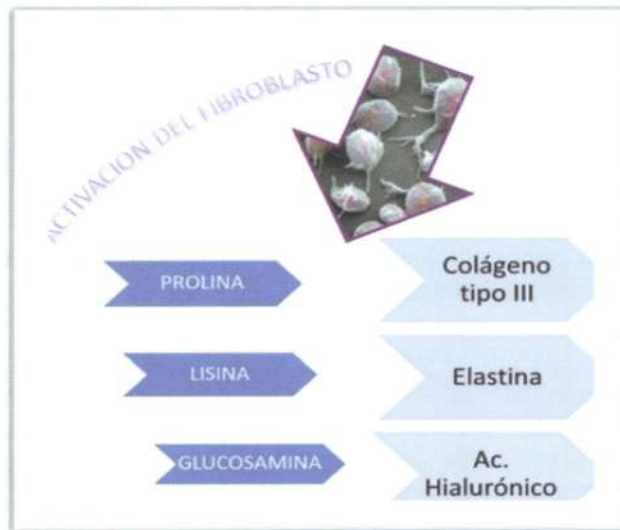 ACTIVACION DEL FIBROBLASTO
PROLINA
Colágeno
tipo III
LISINA
Elastina
GLUCOSAMINA
Ac.
Hialurónico